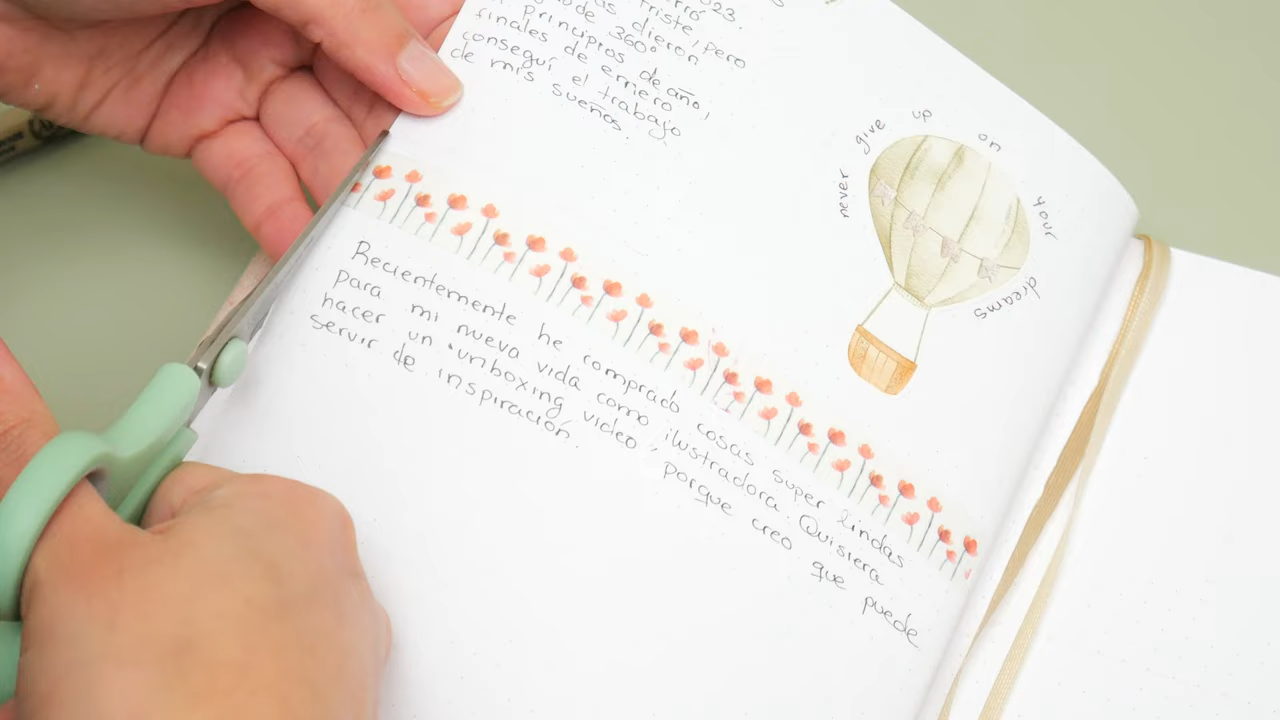 2023.
triste, pero
dieron
de 360°
principios de año,
finales de enero
conseguí el trabajo
de mis sueños.
never give up on your dreams
Recientemente he comprado cosas super lindas
para mi nueva vida como ilustradora. Quisiera
hacer un "unboxing video", porque creo que puede
servir de inspiración.